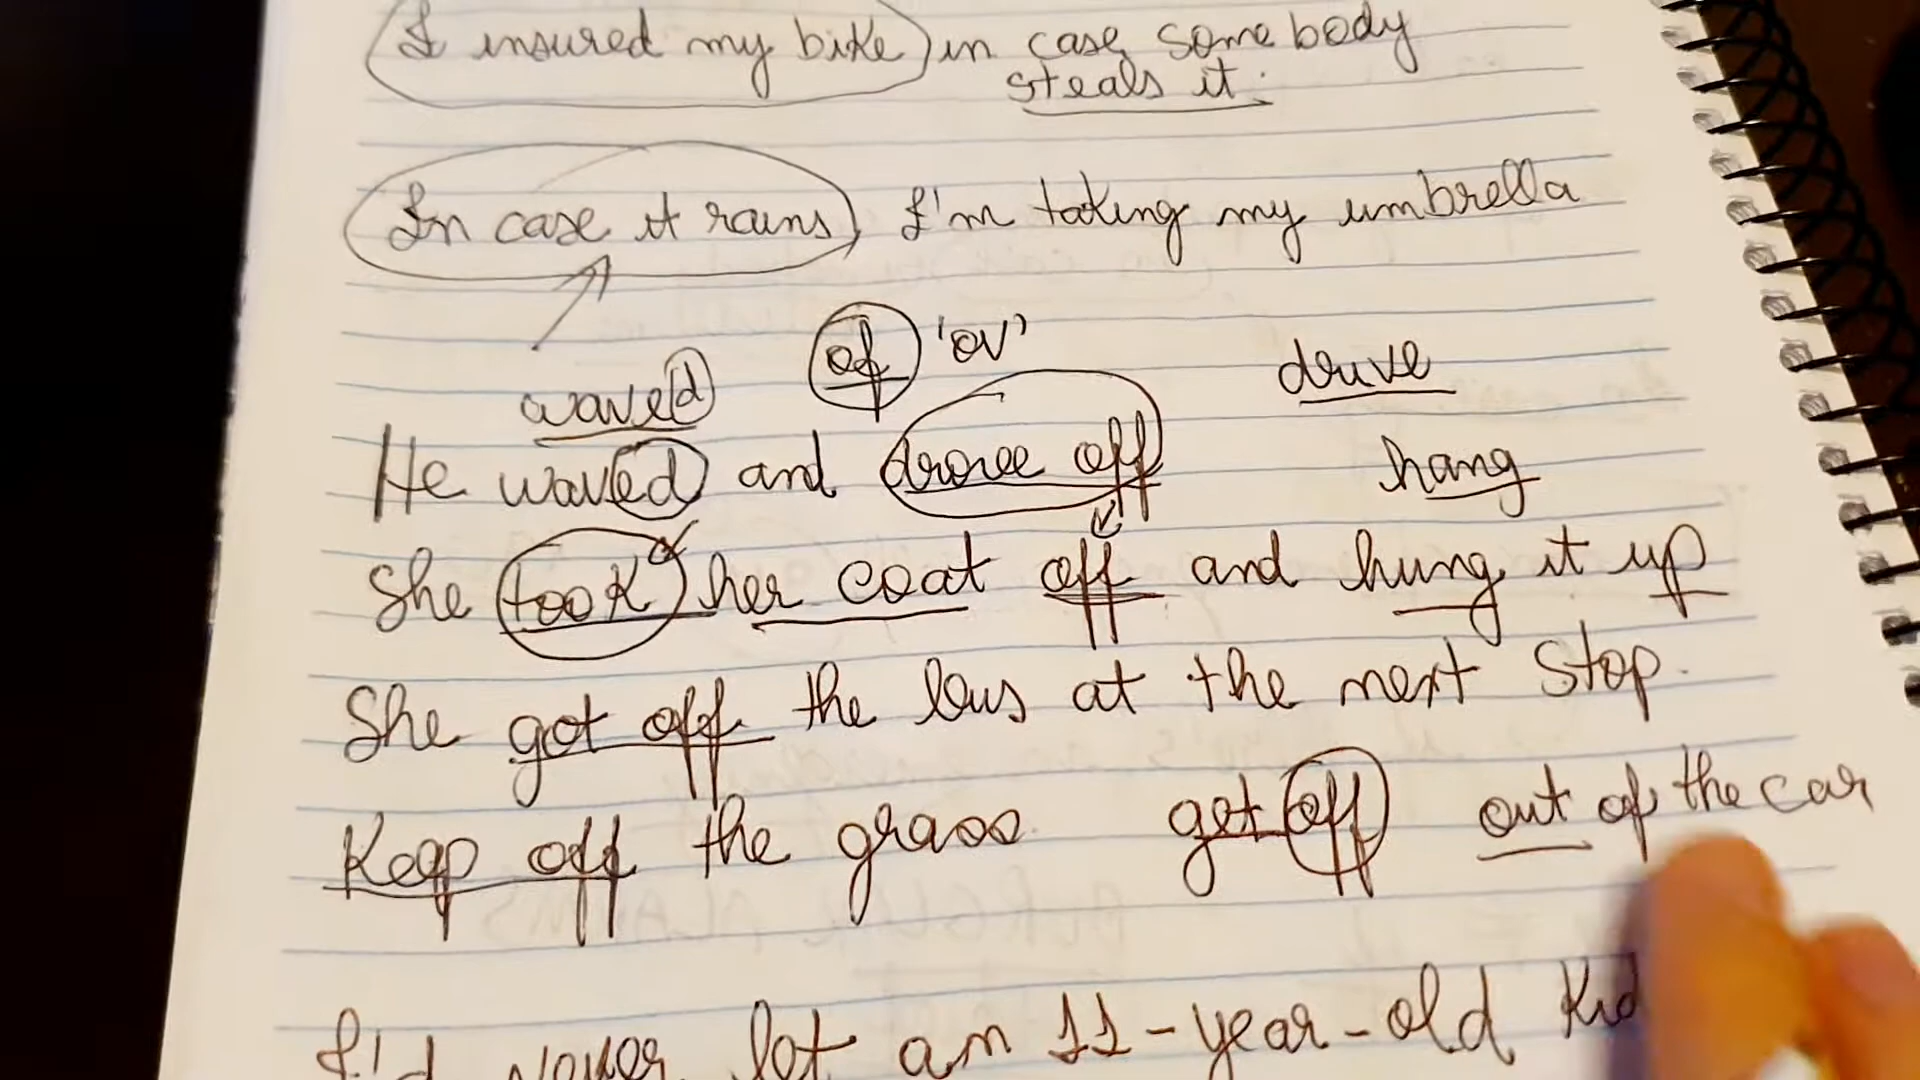 I insured my bike in case somebody
steals it.
In case it rains, I'm taking my umbrella
of 'ov'
drive
waved
He waved and drove off
hang
She took her coat off and hung it up
She got off the bus at the next stop.
Keep off the grass. get off out of the car
I'd never let an 11-year-old kid